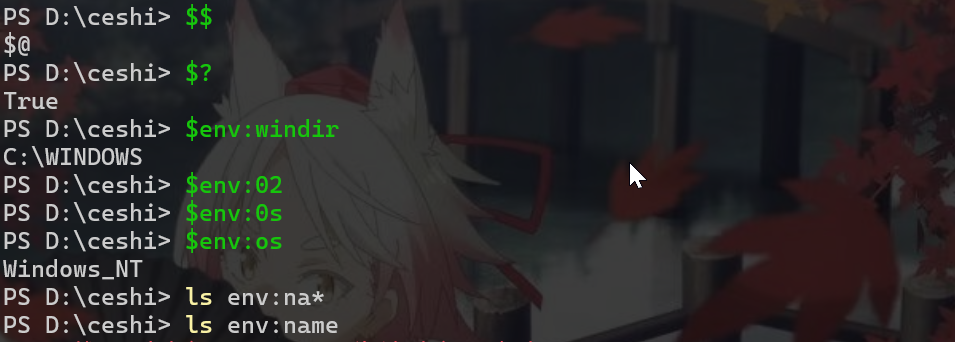 PS D:\ceshi> $$
$@
PS D:\ceshi> $?
True
PS D:\ceshi> $env:windir
C:\WINDOWS
PS D:\ceshi> $env:02
PS D:\ceshi> $env:0s
PS D:\ceshi> $env:os
Windows_NT
PS D:\ceshi> ls env:na*
PS D:\ceshi> ls env:name